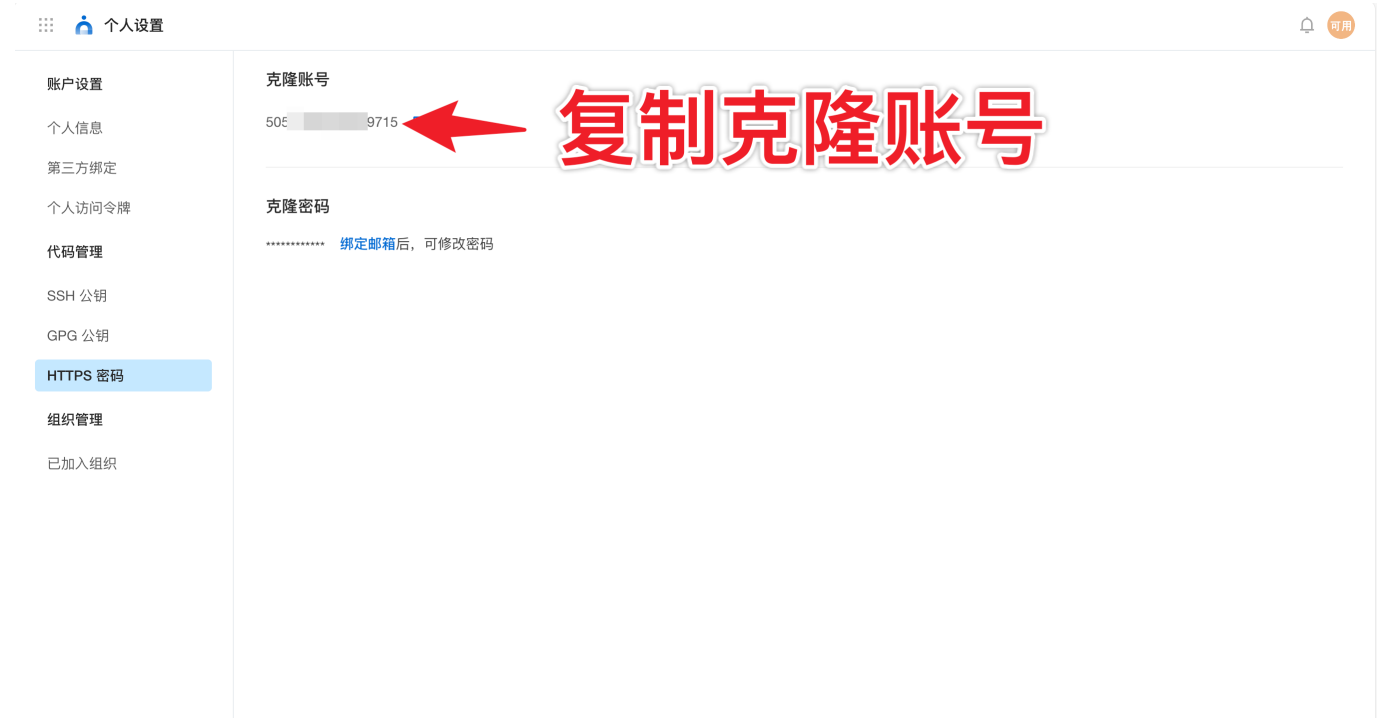 个人设置
可用
账户设置
个人信息
第三方绑定
个人访问令牌
代码管理
SSH 公钥
GPG 公钥
HTTPS 密码
组织管理
已加入组织
克隆账号
505 9715
复制克隆账号
克隆密码
************ 绑定邮箱后，可修改密码